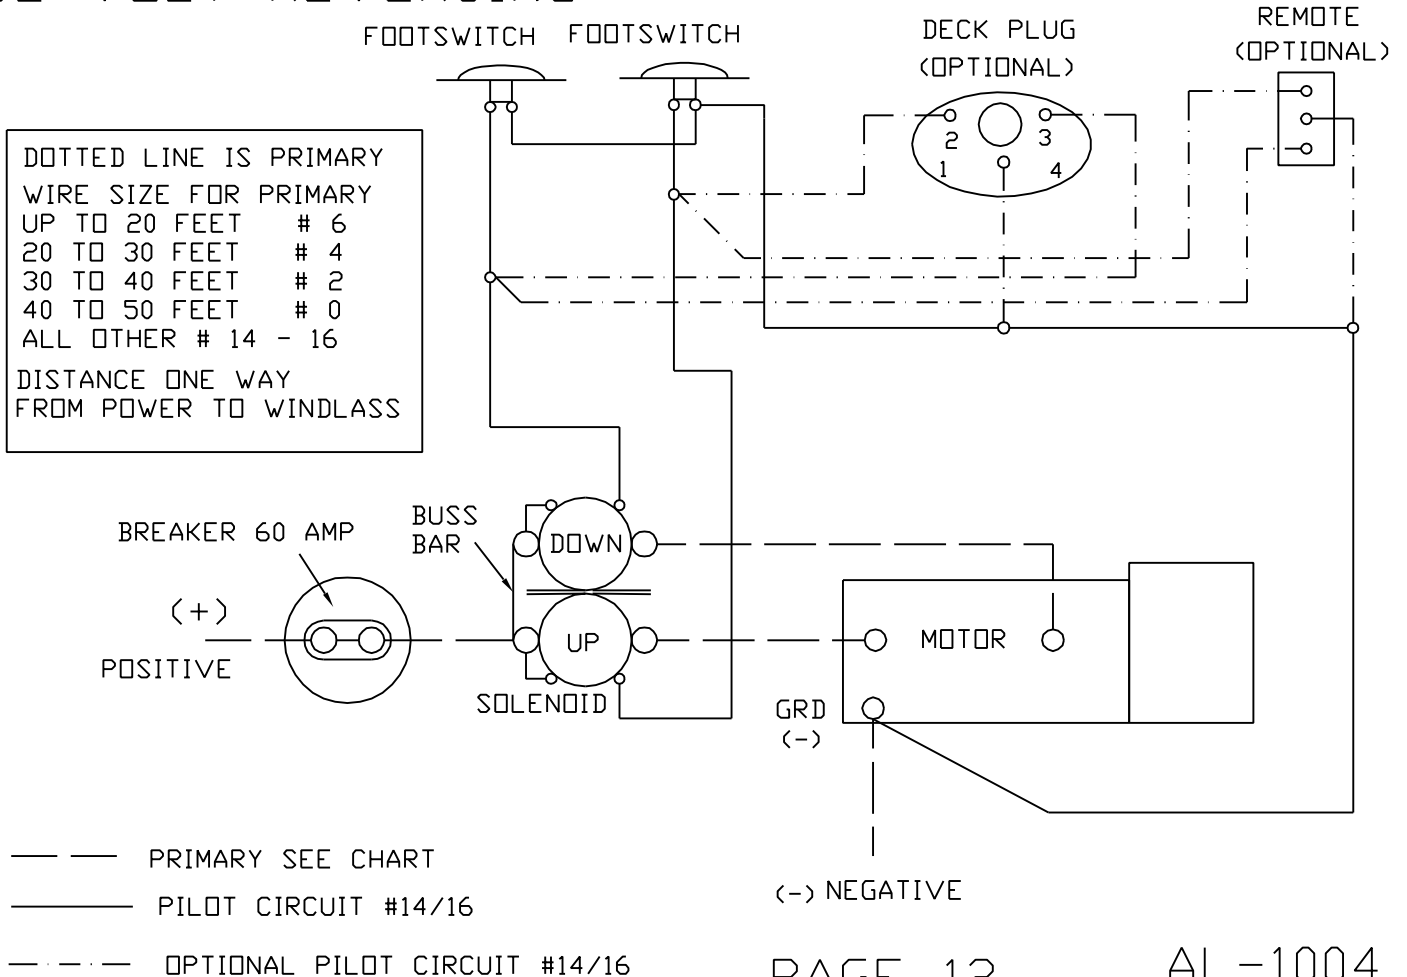 FOOTSWITCH FOOTSWITCH
DECK PLUG
(OPTIONAL)
REMOTE
(OPTIONAL)
2 3
1 4
DOTTED LINE IS PRIMARY
WIRE SIZE FOR PRIMARY
UP TO 20 FEET # 6
20 TO 30 FEET # 4
30 TO 40 FEET # 2
40 TO 50 FEET # 0
ALL OTHER # 14 - 16
DISTANCE ONE WAY
FROM POWER TO WINDLASS
BREAKER 60 AMP
BUSS
BAR
DOWN
(+)
POSITIVE
UP
SOLENOID
MOTOR
GRD
(-)
(-) NEGATIVE
PRIMARY SEE CHART
PILOT CIRCUIT #14/16
OPTIONAL PILOT CIRCUIT #14/16
PAGE 13
AL-1004